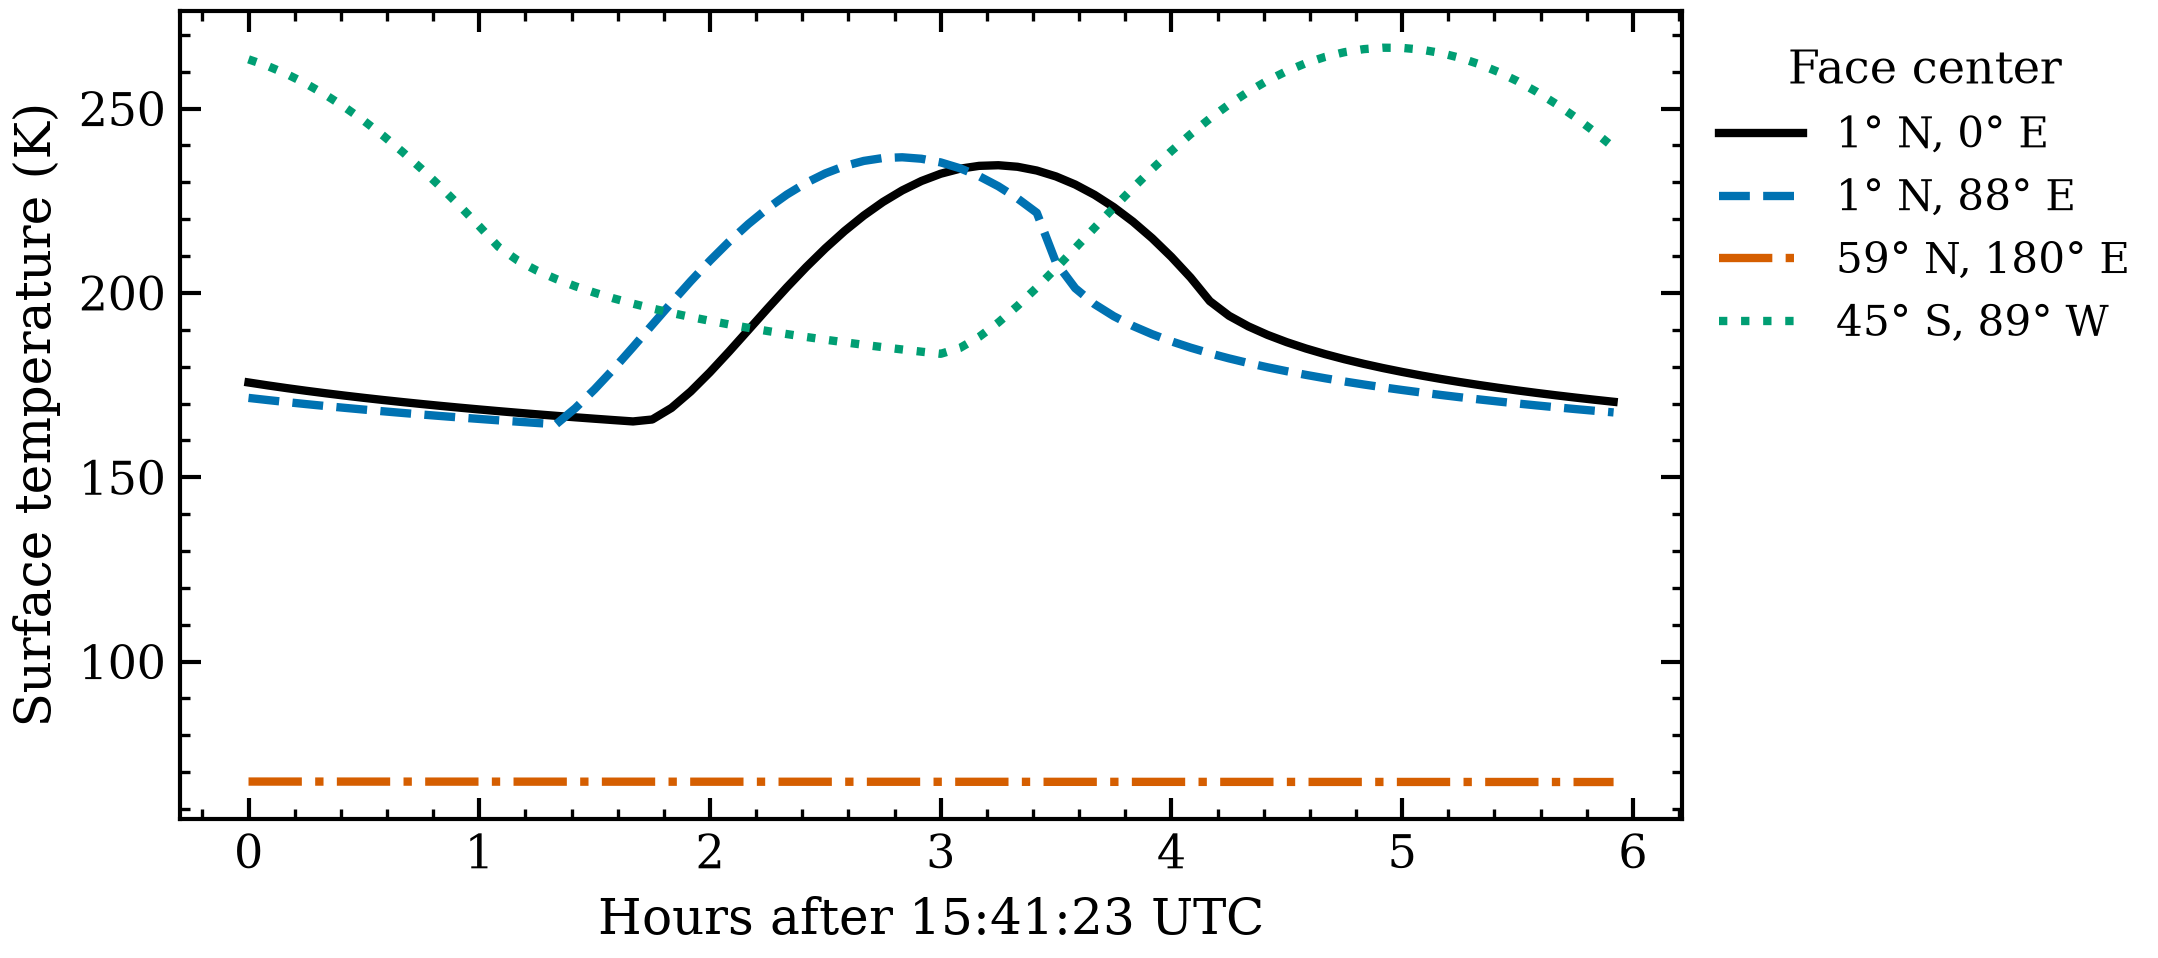 Surface temperature (K)
250
200
150
100
0 1 2 3 4 5 6
Hours after 15:41:23 UTC
Face center
1° N, 0° E
1° N, 88° E
59° N, 180° E
45° S, 89° W